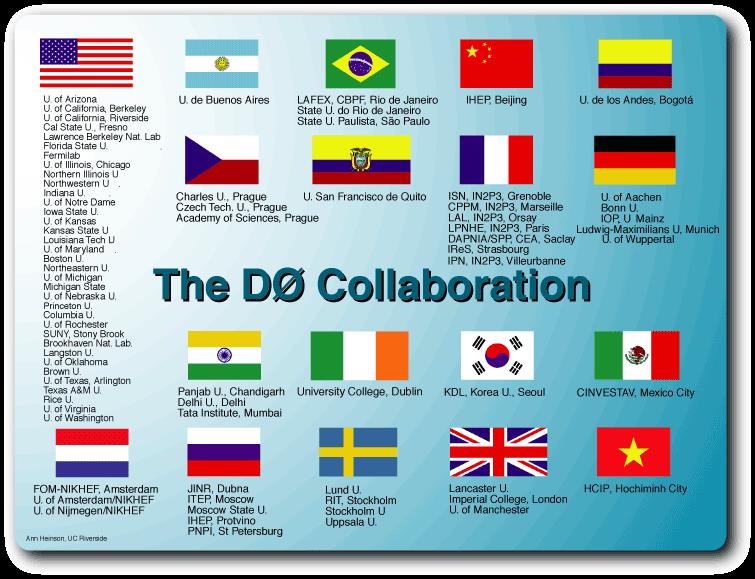 U. of Arizona
U. of California, Berkeley
U. of California, Riverside
Cal State U., Fresno
Lawrence Berkeley Nat. Lab
Florida State U.
Fermilab
U. of Illinois, Chicago
Northern Illinois U
Northwestern U .
Indiana U.
U. of Notre Dame
Iowa State U.
U. of Kansas
Kansas State U
Louisiana Tech U
U. of Maryland .
Boston U.
Northeastern U.
U. of Michigan
Michigan State
U. of Nebraska U.
Princeton U.
Columbia U.
U. of Rochester
SUNY, Stony Brook
Brookhaven Nat. Lab.
Langston U.
U. of Oklahoma
Brown U.
U. of Texas, Arlington
Texas A&M U.
Rice U.
U. of Virginia
U. of Washington
U. de Buenos Aires
LAFEX, CBPF, Rio de Janeiro
State U. do Rio de Janeiro
State U. Paulista, São Paulo
IHEP, Beijing
U. de los Andes, Bogotá
Charles U., Prague
Czech Tech. U., Prague
Academy of Sciences, Prague
U. San Francisco de Quito
ISN, IN2P3, Grenoble
CPPM, IN2P3, Marseille
LAL, IN2P3, Orsay
LPNHE, IN2P3, Paris
DAPNIA/SPP, CEA, Saclay
IReS, Strasbourg
IPN, IN2P3, Villeurbanne
U. of Aachen
Bonn U.
IOP, U Mainz
Ludwig-Maximilians U, Munich
U. of Wuppertal
The DØ Collaboration
Panjab U., Chandigarh
Delhi U., Delhi
Tata Institute, Mumbai
University College, Dublin
KDL, Korea U., Seoul
CINVESTAV, Mexico City
FOM-NIKHEF, Amsterdam
U. of Amsterdam/NIKHEF
U. of Nijmegen/NIKHEF
JINR, Dubna
ITEP, Moscow
Moscow State U.
IHEP, Protvino
PNPI, St Petersburg
Lund U.
RIT, Stockholm
Stockholm U
Uppsala U.
Lancaster U.
Imperial College, London
U. of Manchester
HCIP, Hochiminh City
Ann Heinson, UC Riverside